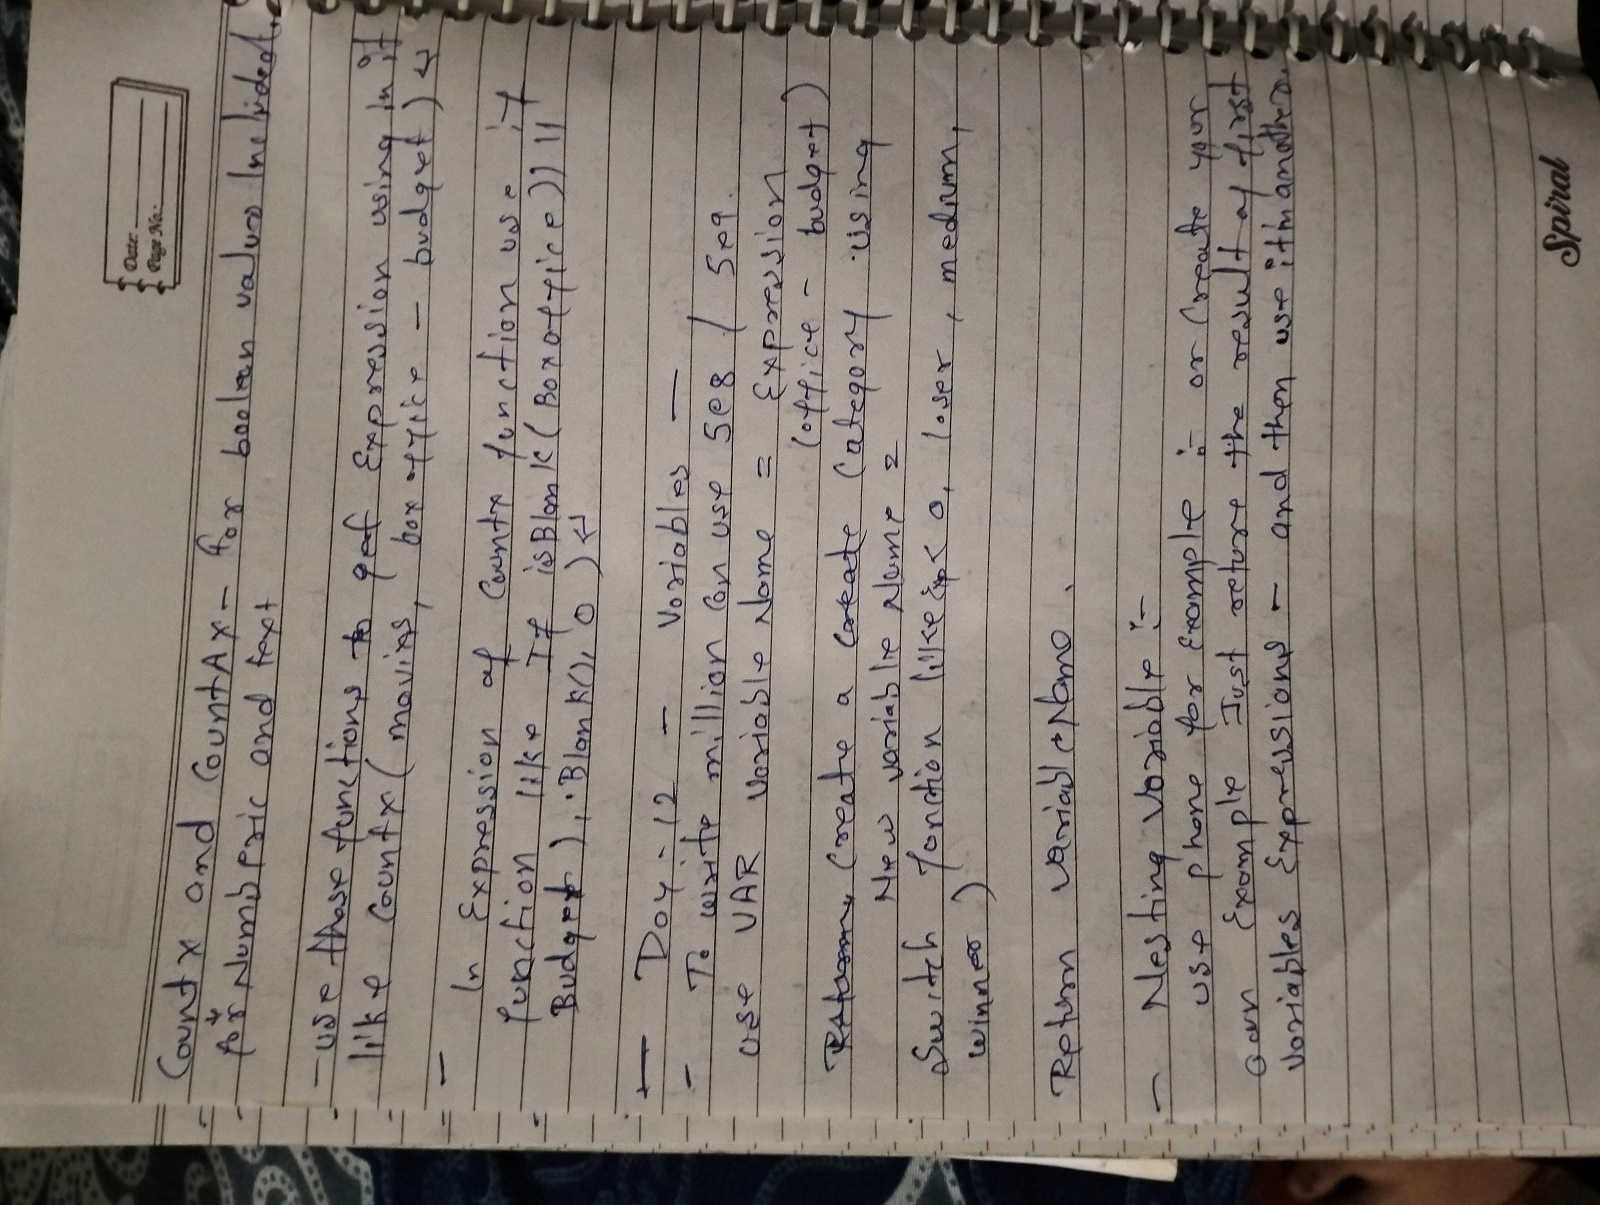 Date:
Page No.:
Count x and CountAx - for boolean values Included.
for Numberic and text
- use those functions to get Expression using in it
like Countx (movies, box office - budget) ↵
- In Expression of Countx function use if
function like If isBlank(Boxoffice)) ||
Budget), Blank(), 0) ↵
- Day-12 - Variables -
- To write million can use 5e8 / 5e9.
use VAR Variable Name = Expression
(office - budget)
Create a Create Category using
New variable Name =
Switch Fonction like < 0, loser, medium,
winner)
Return variableName.
- Nesting variable :-
use phone for Example :- or Create your
own Example Just return the result of first
variables Expressions - and then use it in another.
Spiral